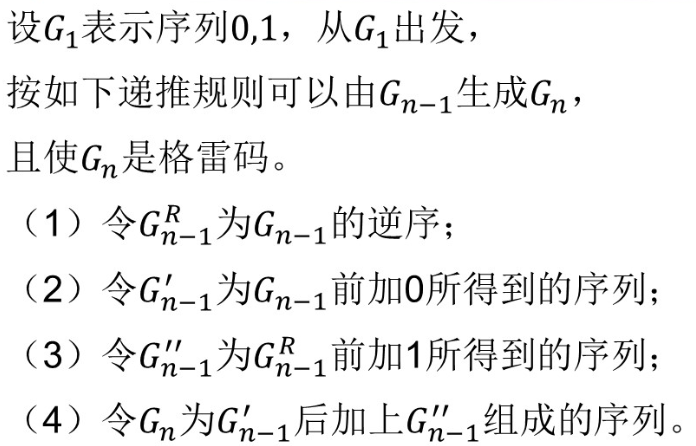 设$G_1$表示序列0,1，从$G_1$出发，
按如下递推规则可以由$G_{n-1}$生成$G_n$，
且使$G_n$是格雷码。
（1）令$G_{n-1}^R$为$G_{n-1}$的逆序；
（2）令$G_{n-1}'$为$G_{n-1}$前加0所得到的序列；
（3）令$G_{n-1}''$为$G_{n-1}^R$前加1所得到的序列；
（4）令$G_n$为$G_{n-1}'$后加上$G_{n-1}''$组成的序列。